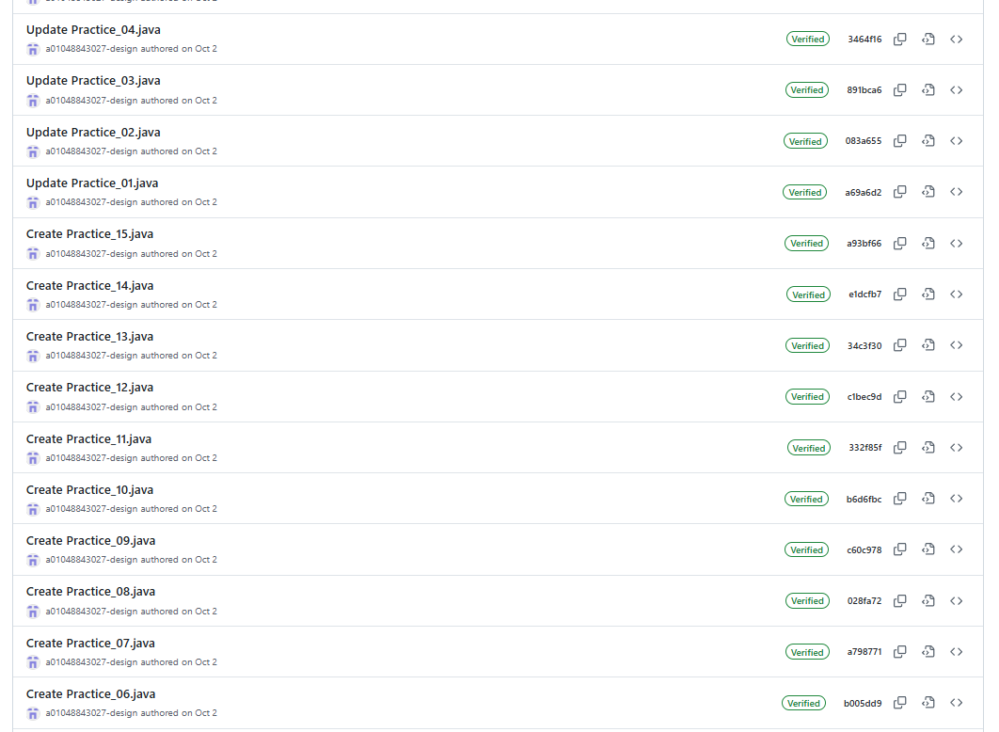 Update Practice_04.java
a01048843027-design authored on Oct 2
Verified 3464f16
Update Practice_03.java
a01048843027-design authored on Oct 2
Verified 891bca6
Update Practice_02.java
a01048843027-design authored on Oct 2
Verified 083a655
Update Practice_01.java
a01048843027-design authored on Oct 2
Verified a69a6d2
Create Practice_15.java
a01048843027-design authored on Oct 2
Verified a93bf66
Create Practice_14.java
a01048843027-design authored on Oct 2
Verified e1dcfb7
Create Practice_13.java
a01048843027-design authored on Oct 2
Verified 34c3f30
Create Practice_12.java
a01048843027-design authored on Oct 2
Verified c1bec9d
Create Practice_11.java
a01048843027-design authored on Oct 2
Verified 332f85f
Create Practice_10.java
a01048843027-design authored on Oct 2
Verified b6d6fbc
Create Practice_09.java
a01048843027-design authored on Oct 2
Verified c60c978
Create Practice_08.java
a01048843027-design authored on Oct 2
Verified 028fa72
Create Practice_07.java
a01048843027-design authored on Oct 2
Verified a798771
Create Practice_06.java
a01048843027-design authored on Oct 2
Verified b005dd9